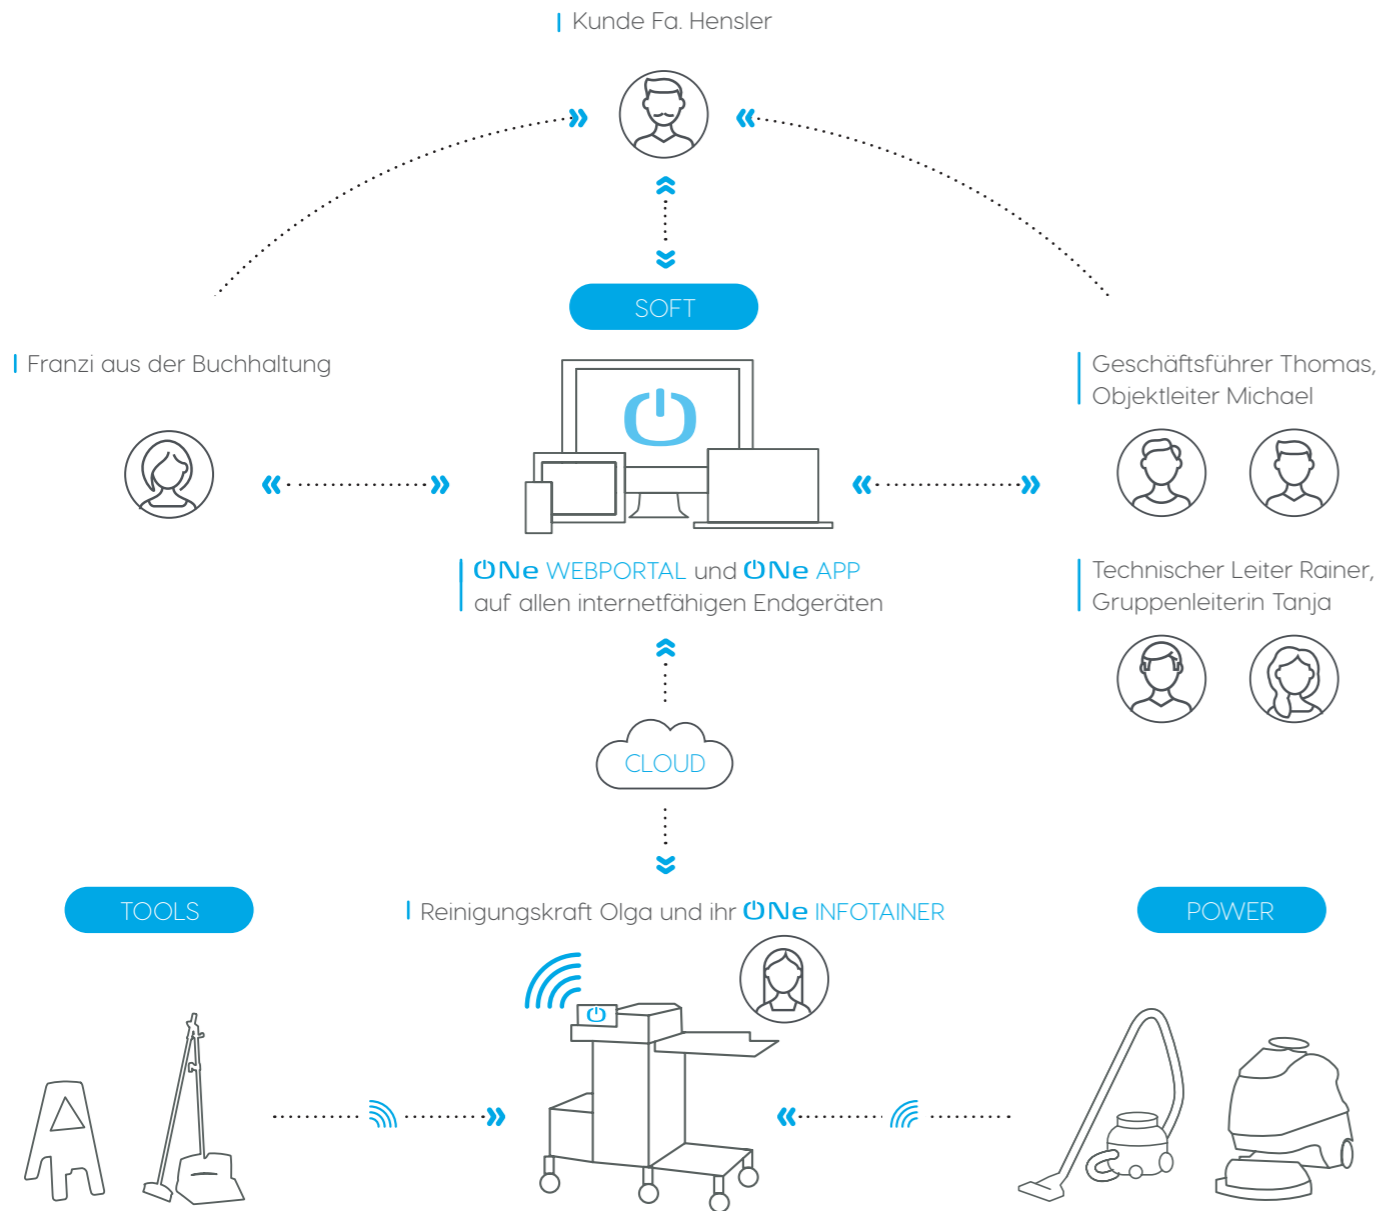 Kunde Fa. Hensler
SOFT
Franzi aus der Buchhaltung
Geschäftsführer Thomas,
Objektleiter Michael
ONe WEBPORTAL und ONe APP
auf allen internetfähigen Endgeräten
Technischer Leiter Rainer,
Gruppenleiterin Tanja
CLOUD
TOOLS
Reinigungskraft Olga und ihr ONe INFOTAINER
POWER